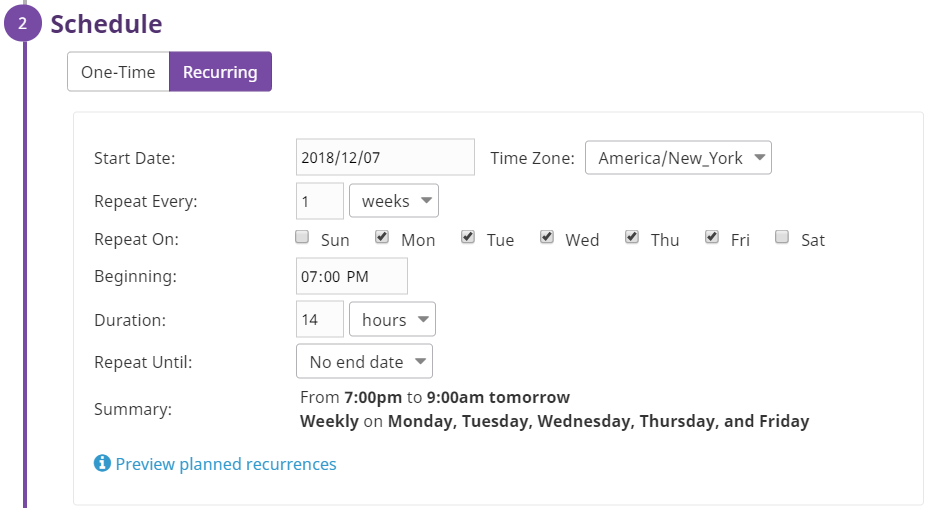 2 Schedule
One-Time Recurring
Start Date: 2018/12/07 Time Zone: America/New_York
Repeat Every: 1 weeks
Repeat On: Sun Mon Tue Wed Thu Fri Sat
Beginning: 07:00 PM
Duration: 14 hours
Repeat Until: No end date
Summary: From 7:00pm to 9:00am tomorrow
Weekly on Monday, Tuesday, Wednesday, Thursday, and Friday
Preview planned recurrences